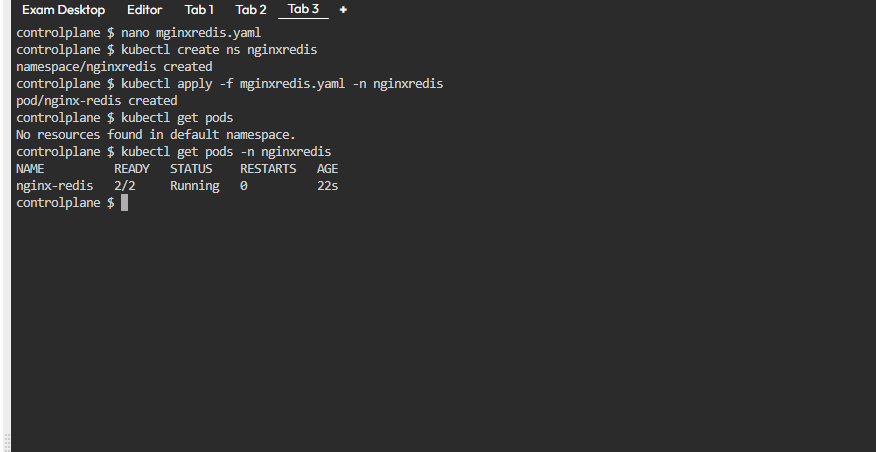 Exam Desktop Editor Tab 1 Tab 2 Tab 3 +
controlplane $ nano mginxredis.yaml
controlplane $ kubectl create ns nginxredis
namespace/nginxredis created
controlplane $ kubectl apply -f mginxredis.yaml -n nginxredis
pod/nginx-redis created
controlplane $ kubectl get pods
No resources found in default namespace.
controlplane $ kubectl get pods -n nginxredis
NAME READY STATUS RESTARTS AGE
nginx-redis 2/2 Running 0 22s
controlplane $